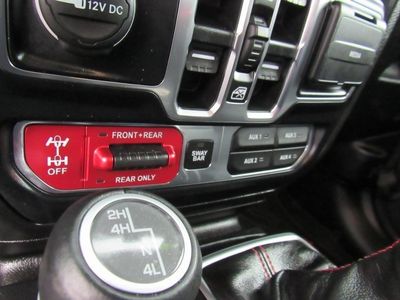 12V DC
MEDIA
FRONT+REAR
OFF
REAR ONLY
SWAY
BAR
AUX 1
AUX 2
AUX 3
AUX 4
2H
4H
N
4L